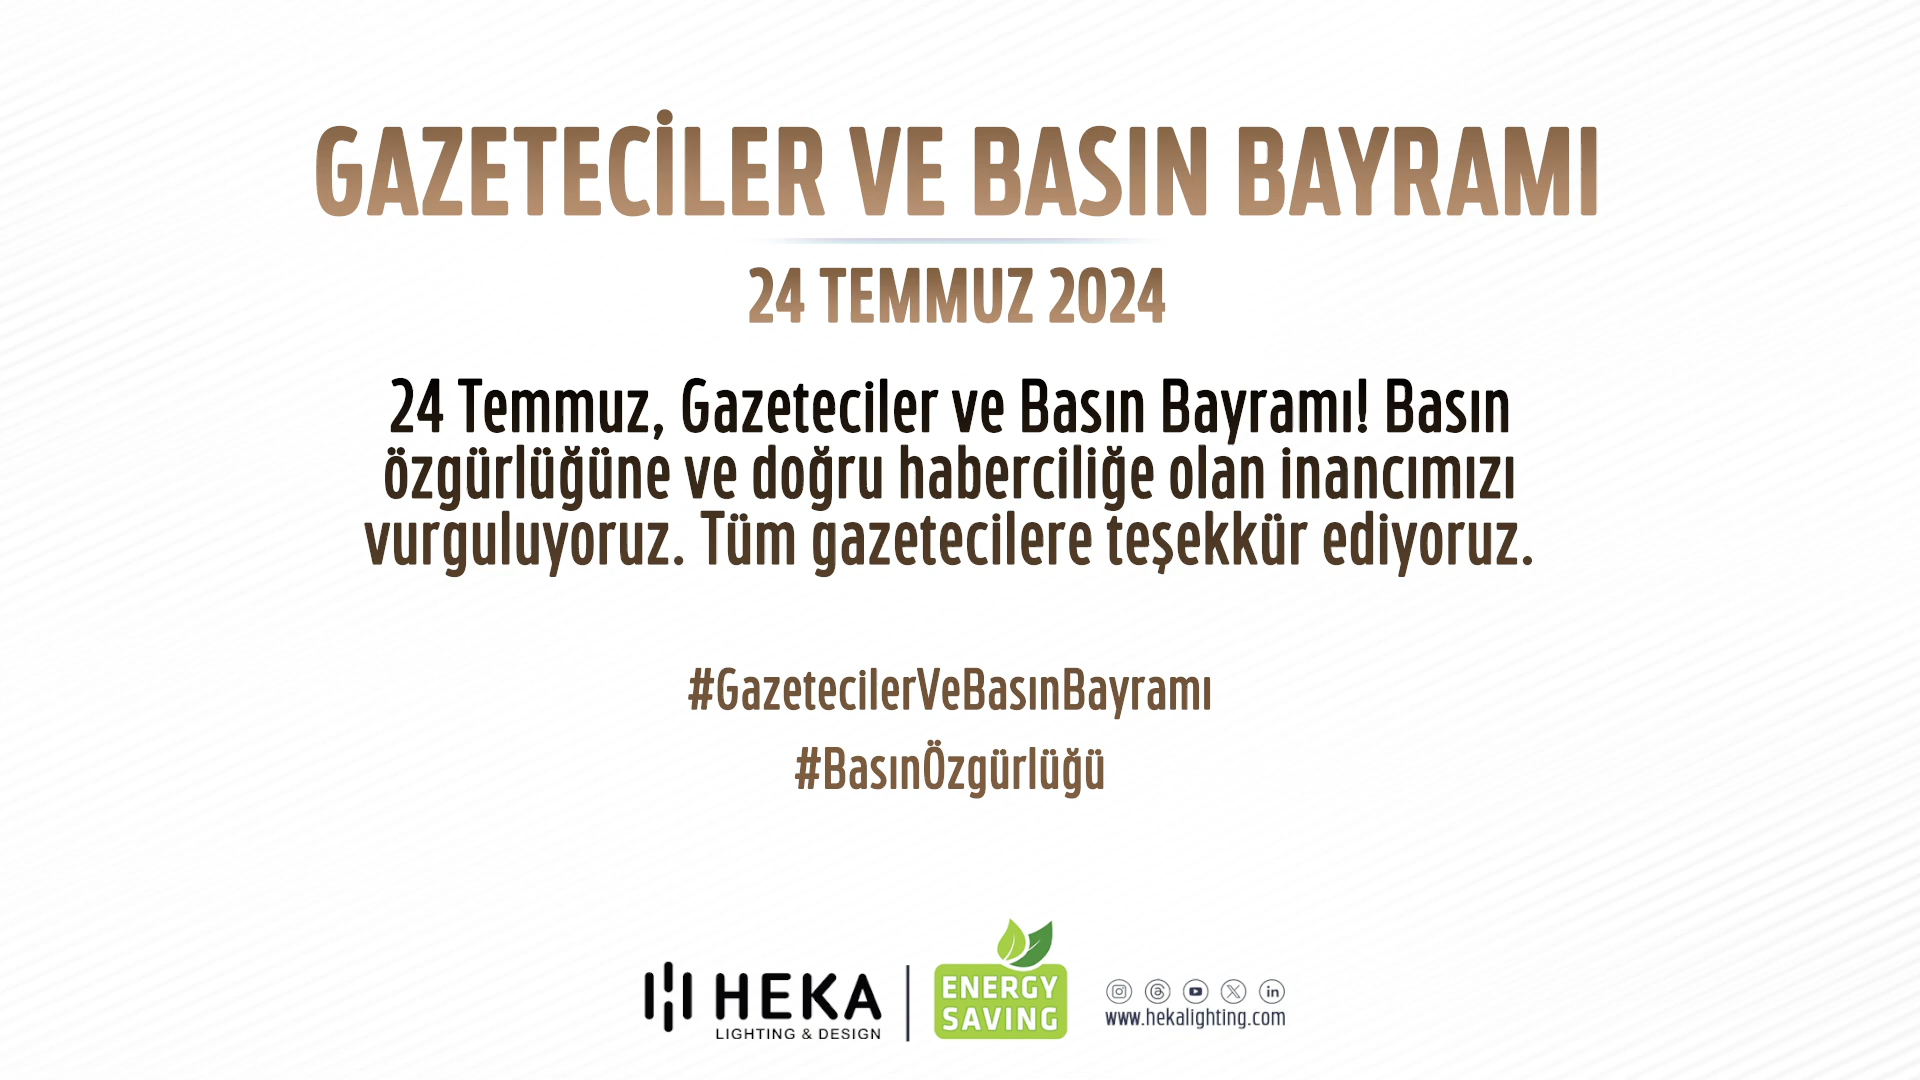 GAZETECİLER VE BASIN BAYRAMI
24 TEMMUZ 2024
24 Temmuz, Gazeteciler ve Basın Bayramı! Basın
özgürlüğüne ve doğru haberciliğe olan inancımızı
vurguluyoruz. Tüm gazetecilere teşekkür ediyoruz.
#GazetecilerVeBasınBayramı
#BasınÖzgürlüğü
HEKA
LIGHTING & DESIGN
ENERGY
SAVING
www.hekalighting.com